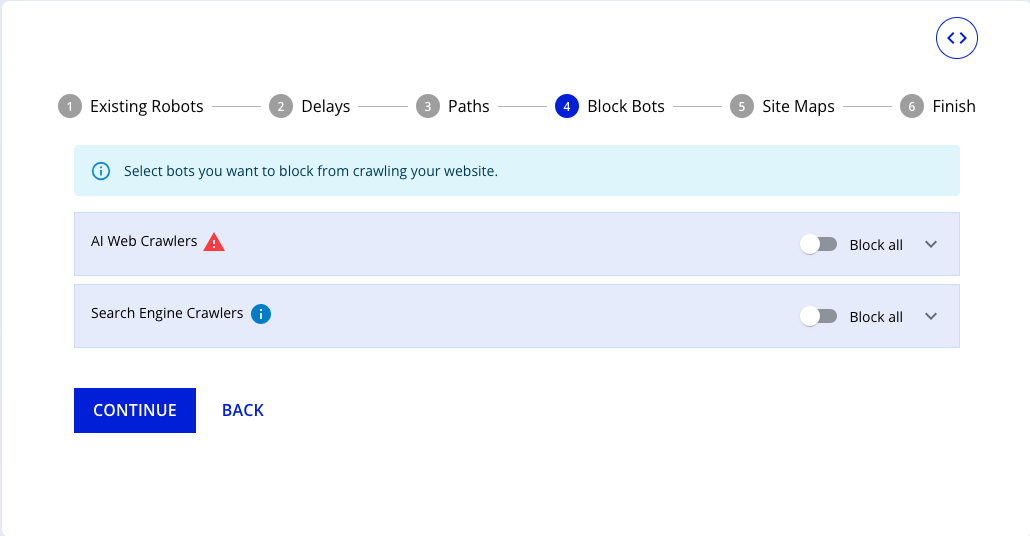 1 Existing Robots 2 Delays 3 Paths 4 Block Bots 5 Site Maps 6 Finish
Select bots you want to block from crawling your website.
AI Web Crawlers Block all
Search Engine Crawlers Block all
CONTINUE BACK